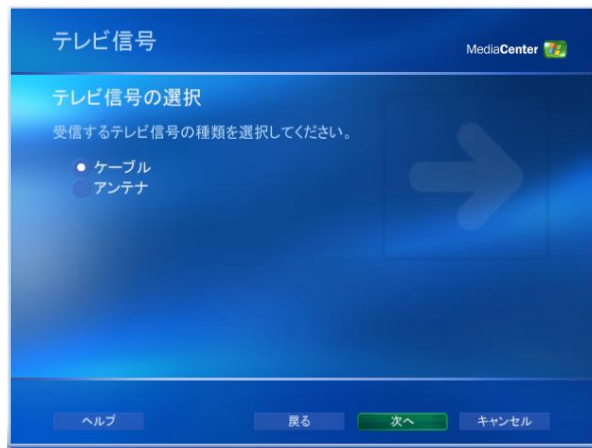 テレビ信号
MediaCenter
テレビ信号の選択
受信するテレビ信号の種類を選択してください。
ケーブル
アンテナ
ヘルプ 戻る 次へ キャンセル